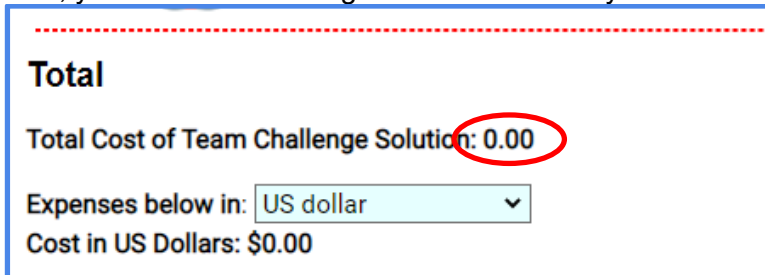 Total
Total Cost of Team Challenge Solution: 0.00
Expenses below in: US dollar
Cost in US Dollars: $0.00